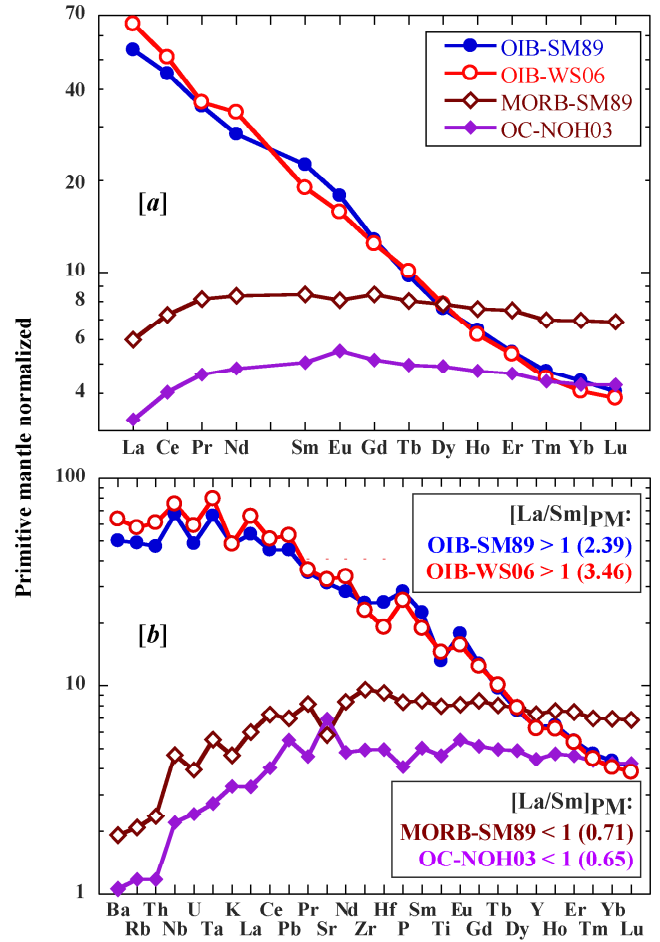 Primitive mantle normalized
70
40
20
10
8
6
4
OIB-SM89
OIB-WS06
MORB-SM89
OC-NOH03
[a]
La Ce Pr Nd Sm Eu Gd Tb Dy Ho Er Tm Yb Lu
100
10
1
[La/Sm]PM:
OIB-SM89 > 1 (2.39)
OIB-WS06 > 1 (3.46)
[b]
[La/Sm]PM:
MORB-SM89 < 1 (0.71)
OC-NOH03 < 1 (0.65)
Ba Th U K Ce Pr Nd Hf Sm Eu Tb Y Er Yb
Rb Nb Ta La Pb Sr Zr P Ti Gd Dy Ho Tm Lu